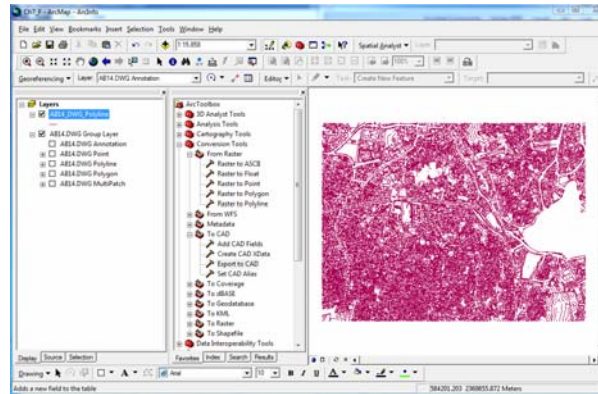 Ch7_P - ArcMap - ArcInfo
File Edit View Bookmarks Insert Selection Tools Window Help
1:15,858 Spatial Analyst Layer:
100%
Georeferencing Layer: AB14.DWG Annotation Editor Task: Create New Feature Target:
Layers
AB14_DWG_Polyline
AB14.DWG Group Layer
AB14.DWG Annotation
AB14.DWG Point
AB14.DWG Polyline
AB14.DWG Polygon
AB14.DWG MultiPatch
ArcToolbox
3D Analyst Tools
Analysis Tools
Cartography Tools
Conversion Tools
From Raster
Raster to ASCII
Raster to Float
Raster to Point
Raster to Polygon
Raster to Polyline
From WFS
Metadata
To CAD
Add CAD Fields
Create CAD XData
Export to CAD
Set CAD Alias
To Coverage
To dBASE
To Geodatabase
To KML
To Raster
To Shapefile
Data Interoperability Tools
Display Source Selection
Favorites Index Search Results
Drawing A Arial 10 B I U A
Adds a new field to the table
584201.203 2368655.872 Meters